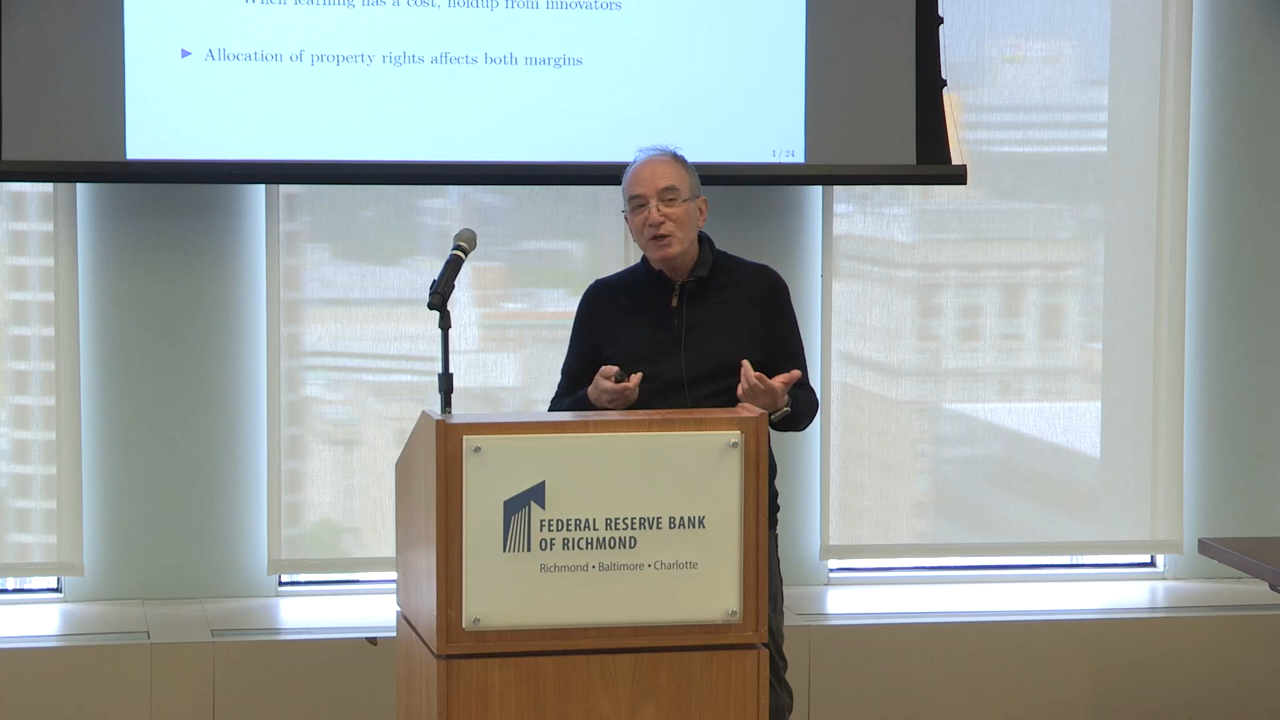 When learning has a cost, holdup from innovators
Allocation of property rights affects both margins
1 / 24
FEDERAL RESERVE BANK
OF RICHMOND
Richmond • Baltimore • Charlotte